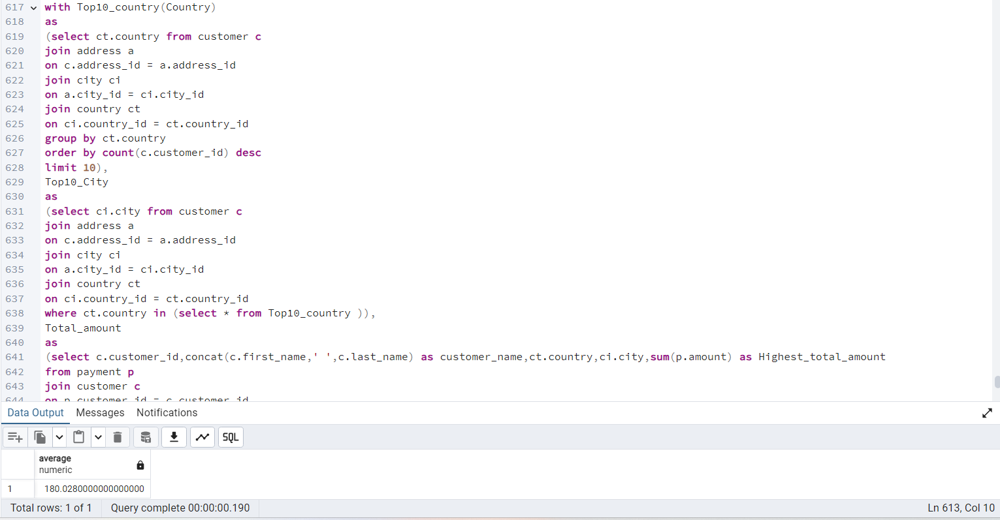 617 with Top10_country(Country)
618 as
619 (select ct.country from customer c
620 join address a
621 on c.address_id = a.address_id
622 join city ci
623 on a.city_id = ci.city_id
624 join country ct
625 on ci.country_id = ct.country_id
626 group by ct.country
627 order by count(c.customer_id) desc
628 limit 10),
629 Top10_City
630 as
631 (select ci.city from customer c
632 join address a
633 on c.address_id = a.address_id
634 join city ci
635 on a.city_id = ci.city_id
636 join country ct
637 on ci.country_id = ct.country_id
638 where ct.country in (select * from Top10_country )),
639 Total_amount
640 as
641 (select c.customer_id,concat(c.first_name,' ',c.last_name) as customer_name,ct.country,ci.city,sum(p.amount) as Highest_total_amount
642 from payment p
643 join customer c
644 on p.customer_id = c.customer_id
Data Output Messages Notifications
SQL
average
numeric
1 180.0280000000000000
Total rows: 1 of 1 Query complete 00:00:00.190 Ln 613, Col 10